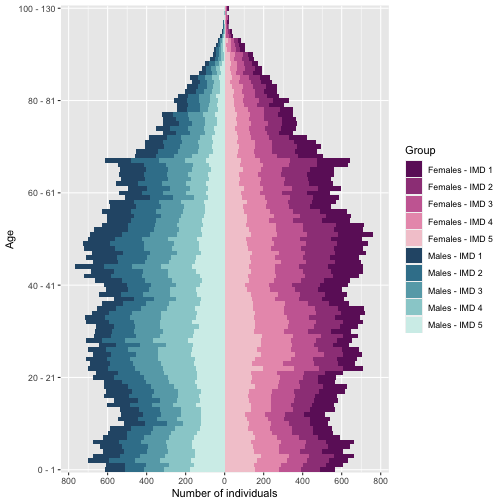 100 - 130
80 - 81
60 - 61
40 - 41
20 - 21
0 - 1
Age
800 600 400 200 0 200 400 600 800
Number of individuals
Group
Females - IMD 1
Females - IMD 2
Females - IMD 3
Females - IMD 4
Females - IMD 5
Males - IMD 1
Males - IMD 2
Males - IMD 3
Males - IMD 4
Males - IMD 5